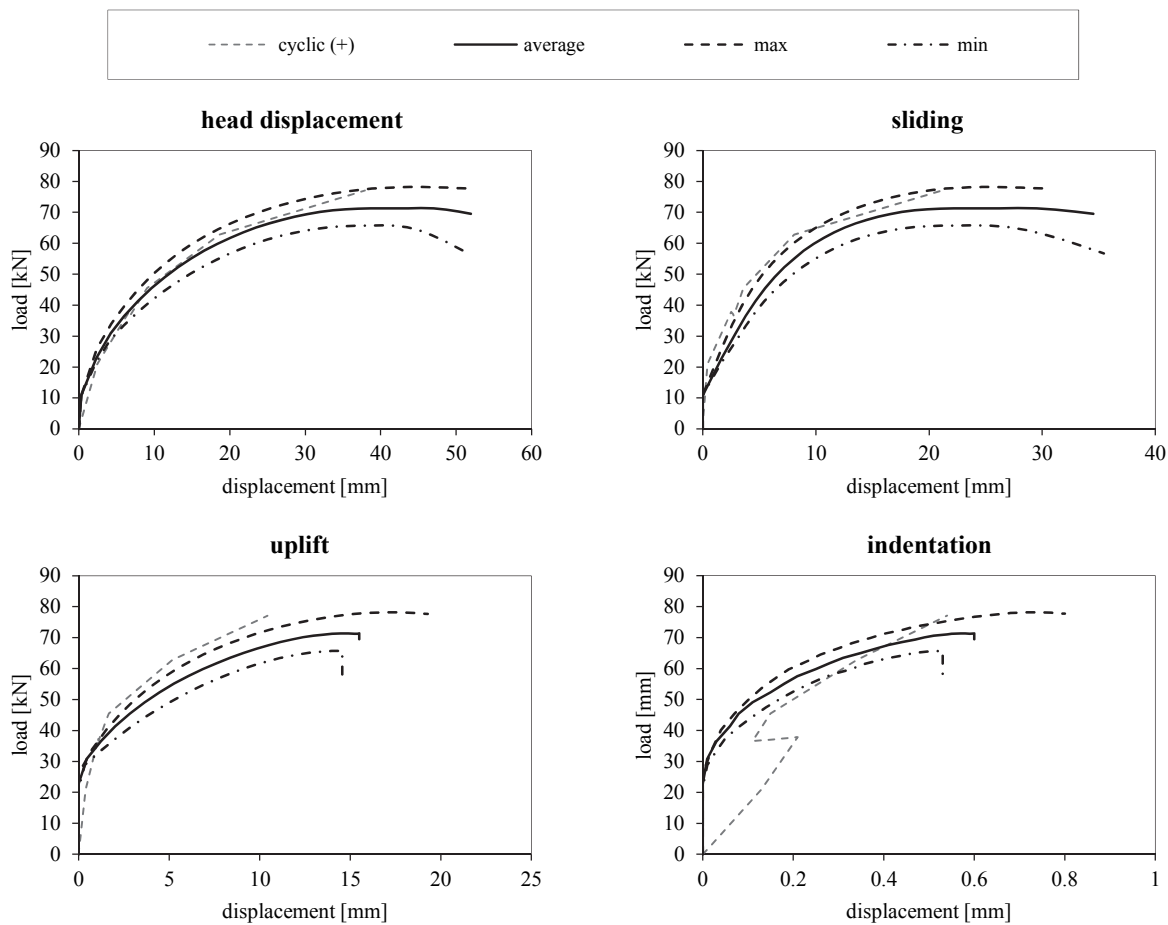 cyclic (+) average max min
head displacement
90
80
70
60
50
40
30
20
10
0
load [kN]
0 10 20 30 40 50 60
displacement [mm]
sliding
90
80
70
60
50
40
30
20
10
0
load [kN]
0 10 20 30 40
displacement [mm]
uplift
90
80
70
60
50
40
30
20
10
0
load [kN]
0 5 10 15 20 25
displacement [mm]
indentation
90
80
70
60
50
40
30
20
10
0
load [mm]
0 0.2 0.4 0.6 0.8 1
displacement [mm]